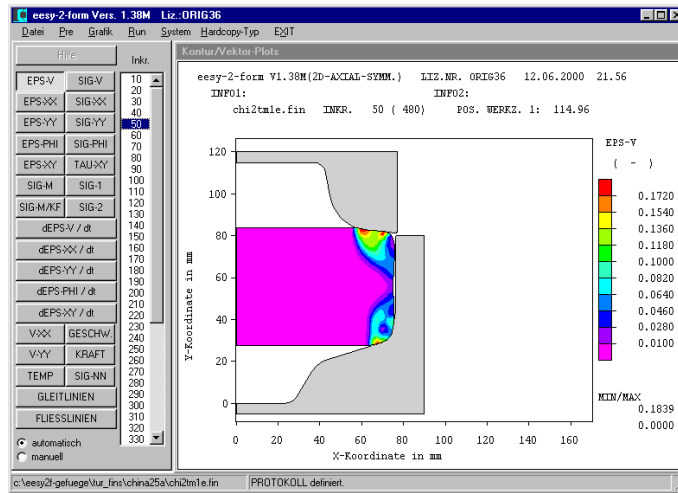 eesy-2-form Vers. 1.38M Liz.:ORIG36
Datei Pre Grafik Run System Hardcopy-Typ EXIT
Hilfe
Inkr.
EPS-V SIG-V
EPS-XX SIG-XX
EPS-YY SIG-YY
EPS-PHI SIG-PHI
EPS-XY TAU-XY
SIG-M SIG-1
SIG-M/KF SIG-2
dEPS-V / dt
dEPS-XX / dt
dEPS-YY / dt
dEPS-PHI / dt
dEPS-XY / dt
V-XX GESCHW.
V-YY KRAFT
TEMP SIG-NN
GLEITLINIEN
FLIESSLINIEN
automatisch
manuell
10
20
30
40
50
60
70
80
90
100
110
120
130
140
150
160
170
180
190
200
210
220
230
240
250
260
270
280
290
300
310
320
330
Kontur/Vektor-Plots
eesy-2-form V1.38M(2D-AXIAL-SYMM.) LIZ.NR. ORIG36 12.06.2000 21.56
INFO1: INFO2:
chi2tm1e.fin INKR. 50 ( 480) POS. WERKZ. 1: 114.96
EPS-V
( - )
0.1720
0.1540
0.1360
0.1180
0.1000
0.0820
0.0640
0.0460
0.0280
0.0100
MIN/MAX
0.1839
0.0000
Y-Koordinate in mm
120
100
80
60
40
20
0
0 20 40 60 80 100 120 140 160
X-Koordinate in mm
c:\eesy2f-gefuege\tur_fins\china25a\chi2tm1e.fin PROTOKOLL definiert.